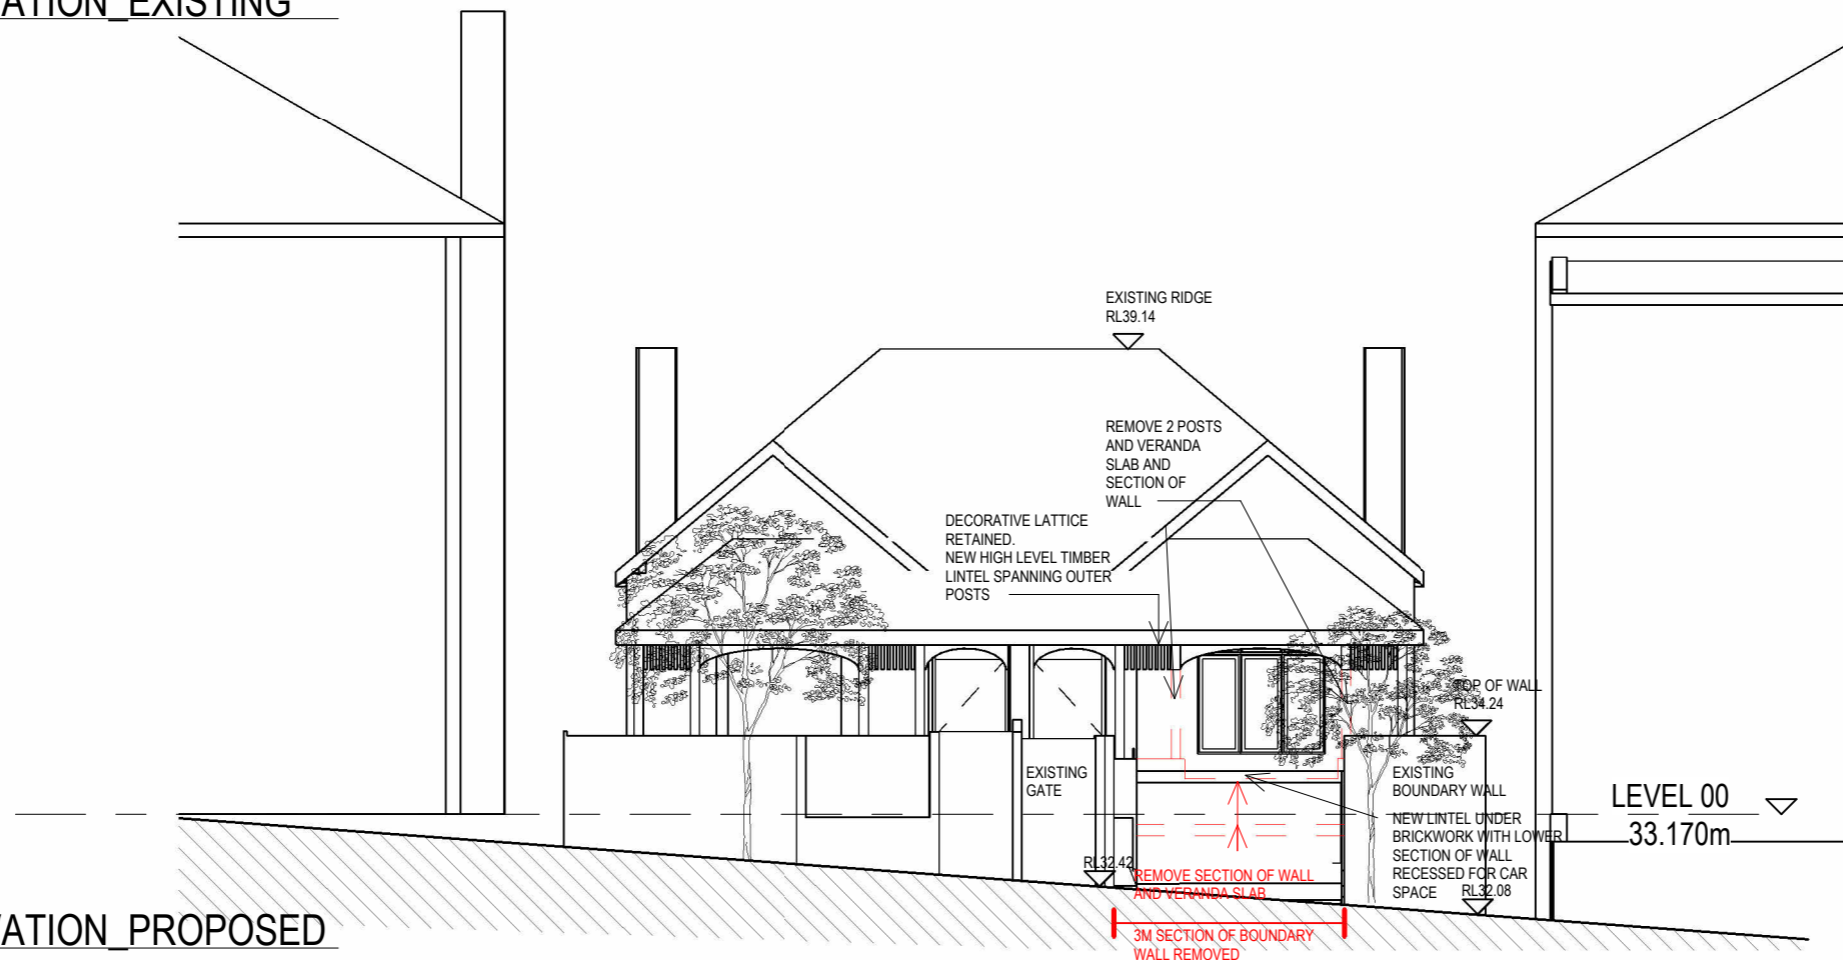 ATION_EXISTING
EXISTING RIDGE
RL39.14
REMOVE 2 POSTS
AND VERANDA
SLAB AND
SECTION OF
WALL
DECORATIVE LATTICE
RETAINED.
NEW HIGH LEVEL TIMBER
LINTEL SPANNING OUTER
POSTS
TOP OF WALL
RL34.24
EXISTING
GATE
EXISTING
BOUNDARY WALL
NEW LINTEL UNDER
BRICKWORK WITH LOWER
SECTION OF WALL
RECESSED FOR CAR
SPACE
RL32.08
LEVEL 00
33.170m
RL32.42
REMOVE SECTION OF WALL
AND VERANDA SLAB
3M SECTION OF BOUNDARY
WALL REMOVED
VATION_PROPOSED